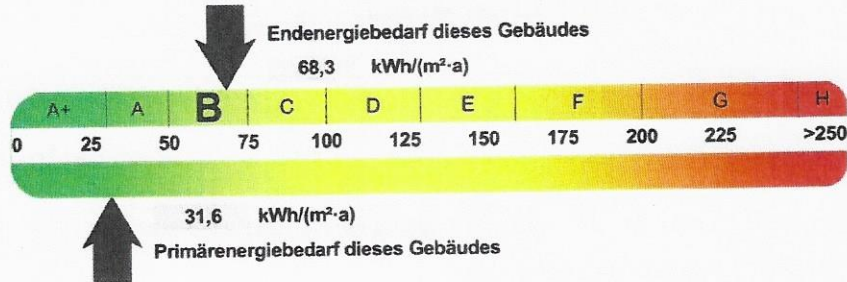 Endenergiebedarf dieses Gebäudes
68,3 kWh/(m²·a)
A+ A B C D E F G H
0 25 50 75 100 125 150 175 200 225 >250
31,6 kWh/(m²·a)
Primärenergiebedarf dieses Gebäudes